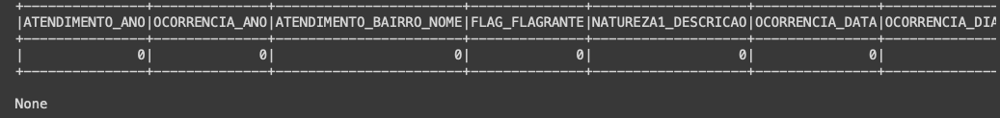 +--------------+--------------+-----------------------+--------------+-------------------+---------------+--------------
|ATENDIMENTO_ANO|OCORRENCIA_ANO|ATENDIMENTO_BAIRRO_NOME|FLAG_FLAGRANTE|NATUREZA1_DESCRICAO|OCORRENCIA_DATA|OCORRENCIA_DIA
+--------------+--------------+-----------------------+--------------+-------------------+---------------+--------------
| 0| 0| 0| 0| 0| 0|
+--------------+--------------+-----------------------+--------------+-------------------+---------------+--------------
None